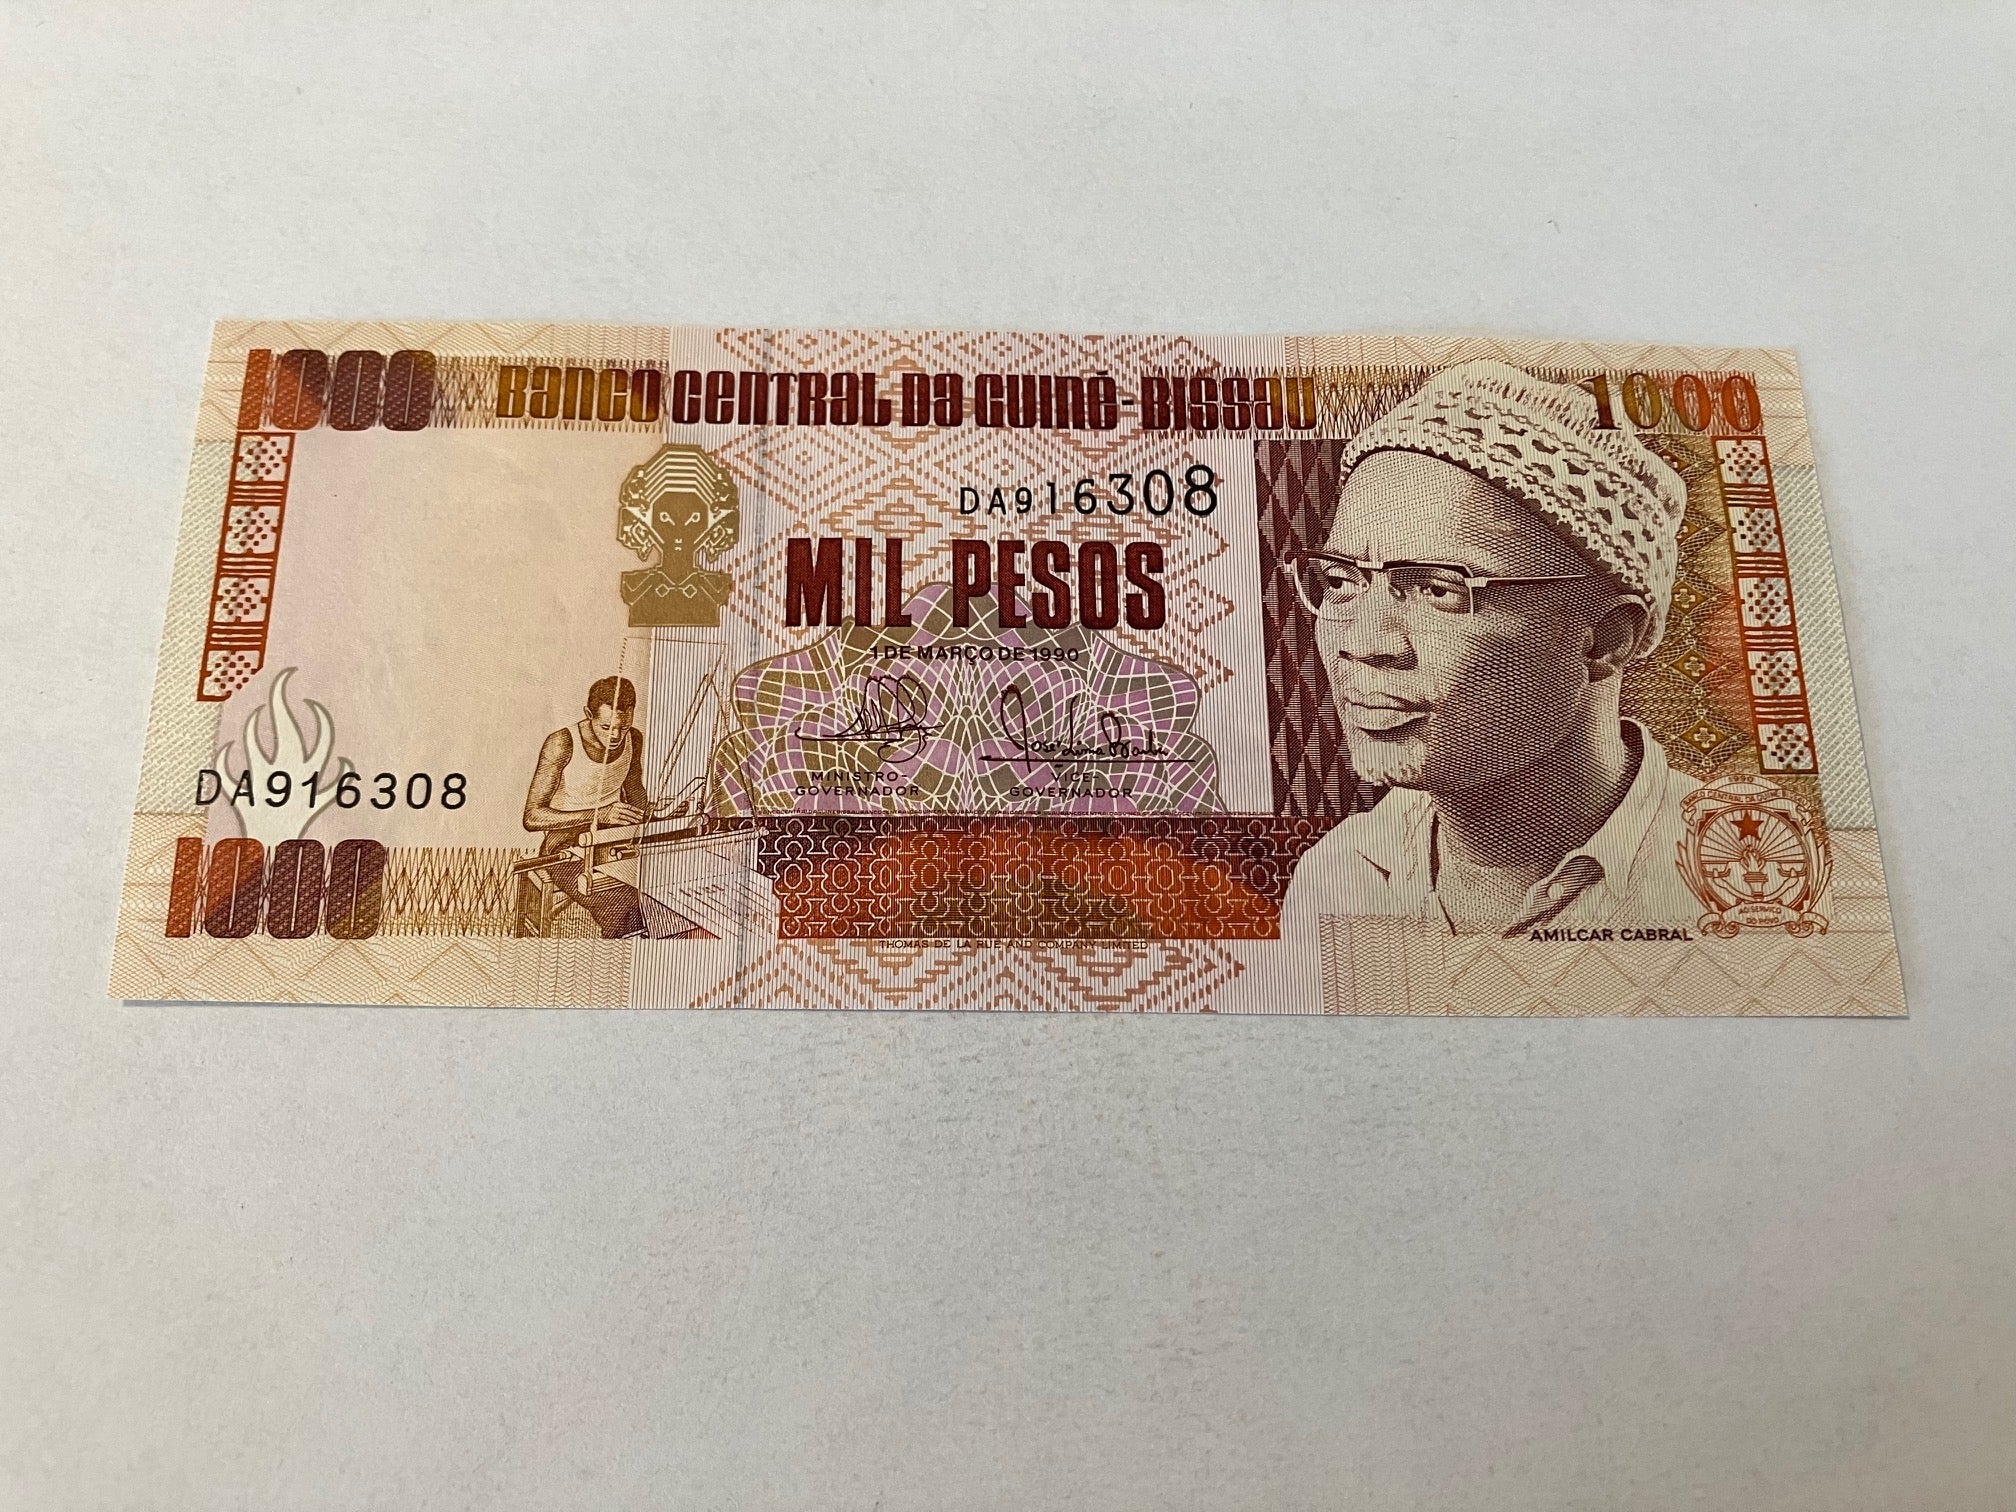 1000
BANCO CENTRAL DA GUINÉ-BISSAU
1000
DA916308
MIL PESOS
1 DE MARÇO DE 1990
MINISTRO-
GOVERNADOR
VICE-
GOVERNADOR
DA916308
1000
THOMAS DE LA RUE AND COMPANY LIMITED
AMILCAR CABRAL
1990